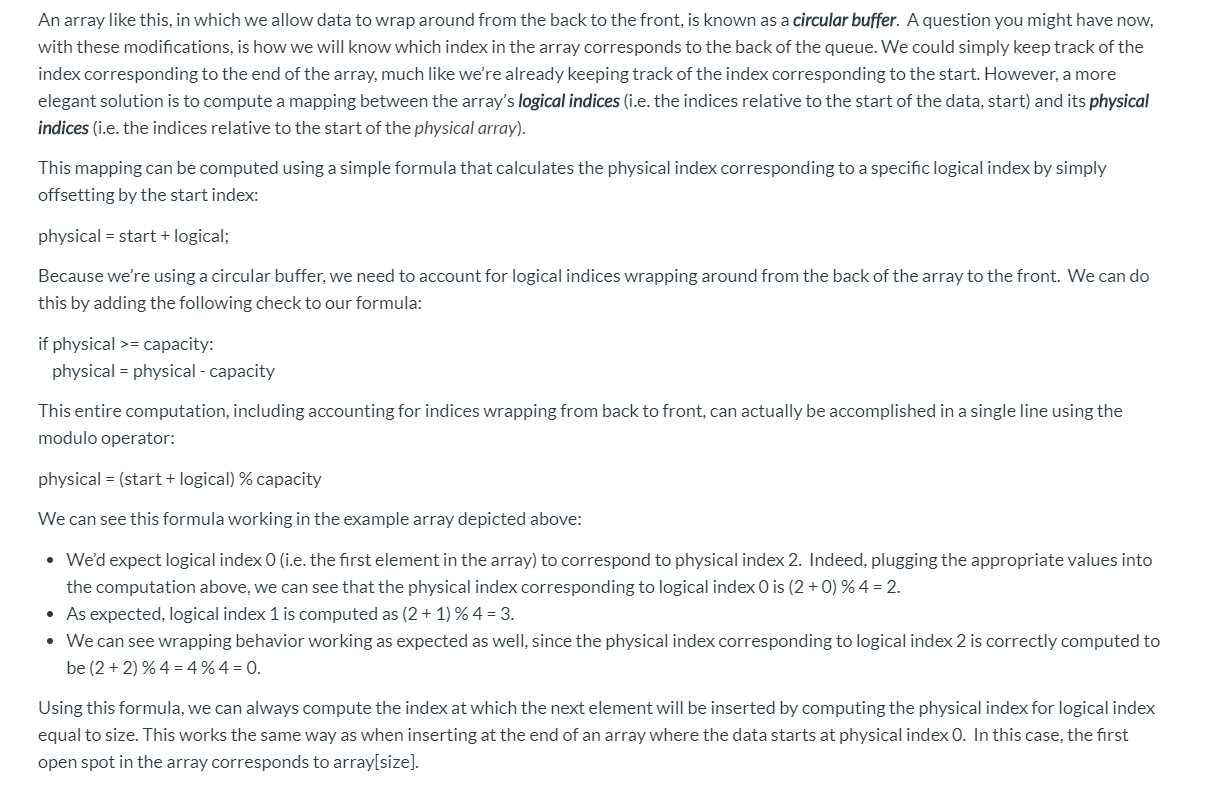 An array like this, in which we allow data to wrap around from the back to the front, is known as a circular buffer.  A question you might have now,
with these modifications, is how we will know which index in the array corresponds to the back of the queue. We could simply keep track of the
index corresponding to the end of the array, much like we’re already keeping track of the index corresponding to the start. However, a more
elegant solution is to compute a mapping between the array’s logical indices (i.e. the indices relative to the start of the data, start) and its physical
indices (i.e. the indices relative to the start of the physical array).
This mapping can be computed using a simple formula that calculates the physical index corresponding to a specific logical index by simply
offsetting by the start index:
physical = start + logical;
Because we’re using a circular buffer, we need to account for logical indices wrapping around from the back of the array to the front.  We can do
this by adding the following check to our formula:
if physical >= capacity:
physical = physical - capacity
This entire computation, including accounting for indices wrapping from back to front, can actually be accomplished in a single line using the
modulo operator:
physical = (start + logical) % capacity
We can see this formula working in the example array depicted above:
• We’d expect logical index 0 (i.e. the first element in the array) to correspond to physical index 2.  Indeed, plugging the appropriate values into
the computation above, we can see that the physical index corresponding to logical index 0 is (2 + 0) % 4 = 2.
• As expected, logical index 1 is computed as (2 + 1) % 4 = 3.
• We can see wrapping behavior working as expected as well, since the physical index corresponding to logical index 2 is correctly computed to
be (2 + 2) % 4 = 4 % 4 = 0.
Using this formula, we can always compute the index at which the next element will be inserted by computing the physical index for logical index
equal to size. This works the same way as when inserting at the end of an array where the data starts at physical index 0.  In this case, the first
open spot in the array corresponds to array[size].